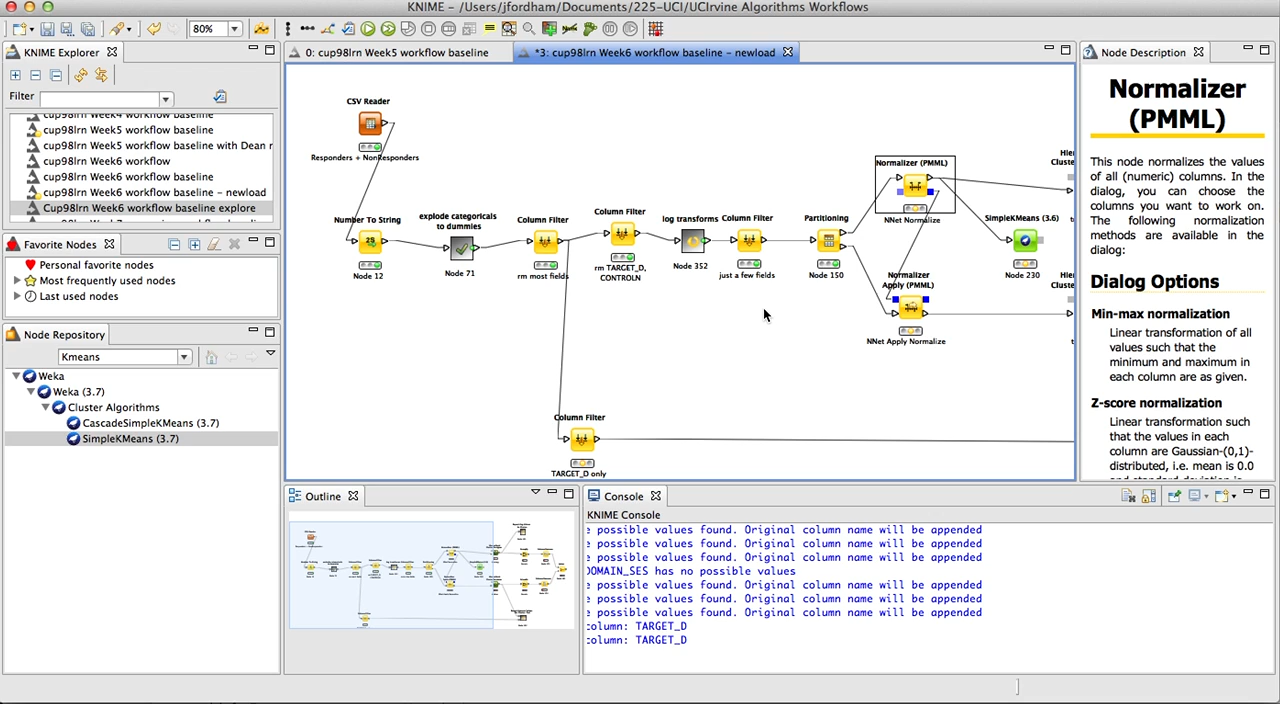 KNIME - /Users/jfordham/Documents/225-UCI/UCIrvine Algorithms Workflows
80%
KNIME Explorer
0: cup98lrn Week5 workflow baseline
*3: cup98lrn Week6 workflow baseline - newload
Node Description
Filter
cup98lrn Week4 workflow baseline
cup98lrn Week5 workflow baseline
cup98lrn Week5 workflow baseline with Dean r
cup98lrn Week6 workflow
cup98lrn Week6 workflow baseline
cup98lrn Week6 workflow baseline - newload
Cup98lrn Week6 workflow baseline explore
Favorite Nodes
Personal favorite nodes
Most frequently used nodes
Last used nodes
Node Repository
Kmeans
Weka
Weka (3.7)
Cluster Algorithms
CascadeSimpleKMeans (3.7)
SimpleKMeans (3.7)
CSV Reader
Responders + NonResponders
Number To String
Node 12
explode categoricals
to dummies
Node 71
Column Filter
rm most fields
Column Filter
rm TARGET_D,
CONTROLN
log transforms
Node 352
Column Filter
just a few fields
Partitioning
Node 150
Normalizer (PMML)
NNet Normalize
Normalizer
Apply (PMML)
NNet Apply Normalize
SimpleKMeans (3.6)
Node 230
Hier
Cluste
Column Filter
TARGET_D only
Normalizer
(PMML)
This node normalizes the values
of all (numeric) columns. In the
dialog, you can choose the
columns you want to work on.
The following normalization
methods are available in the
dialog:
Dialog Options
Min-max normalization
Linear transformation of all
values such that the
minimum and maximum in
each column are as given.
Z-score normalization
Linear transformation such
that the values in each
column are Gaussian-(0,1)-
distributed, i.e. mean is 0.0
Outline
Console
KNIME Console
e possible values found. Original column name will be appended
e possible values found. Original column name will be appended
e possible values found. Original column name will be appended
DOMAIN_SES has no possible values
e possible values found. Original column name will be appended
e possible values found. Original column name will be appended
e possible values found. Original column name will be appended
column: TARGET_D
column: TARGET_D